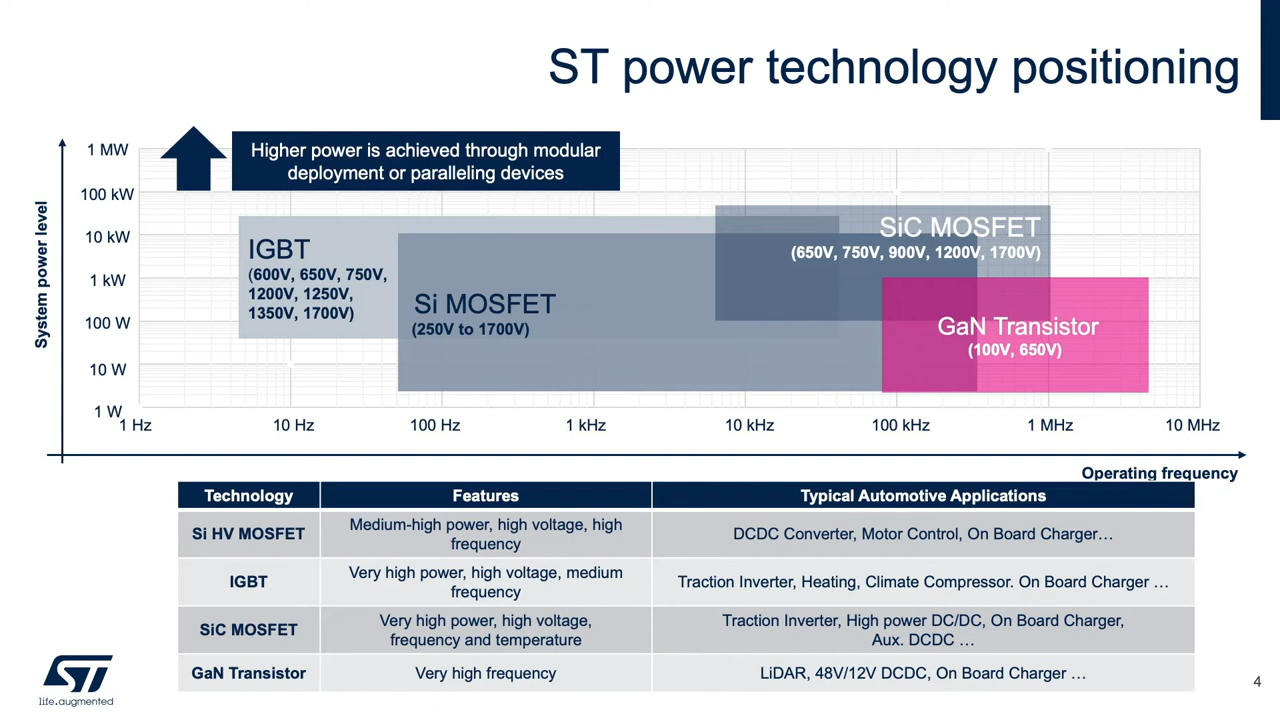 ST power technology positioning
Higher power is achieved through modular
deployment or paralleling devices
System power level
1 MW
100 kW
10 kW
1 kW
100 W
10 W
1 W
IGBT
(600V, 650V, 750V,
1200V, 1250V,
1350V, 1700V)
Si MOSFET
(250V to 1700V)
SiC MOSFET
(650V, 750V, 900V, 1200V, 1700V)
GaN Transistor
(100V, 650V)
1 Hz
10 Hz
100 Hz
1 kHz
10 kHz
100 kHz
1 MHz
10 MHz
Operating frequency
Technology
Features
Typical Automotive Applications
Si HV MOSFET
Medium-high power, high voltage, high
frequency
DCDC Converter, Motor Control, On Board Charger…
IGBT
Very high power, high voltage, medium
frequency
Traction Inverter, Heating, Climate Compressor. On Board Charger …
SiC MOSFET
Very high power, high voltage,
frequency and temperature
Traction Inverter, High power DC/DC, On Board Charger,
Aux. DCDC …
GaN Transistor
Very high frequency
LiDAR, 48V/12V DCDC, On Board Charger …
ST
life.augmented
4